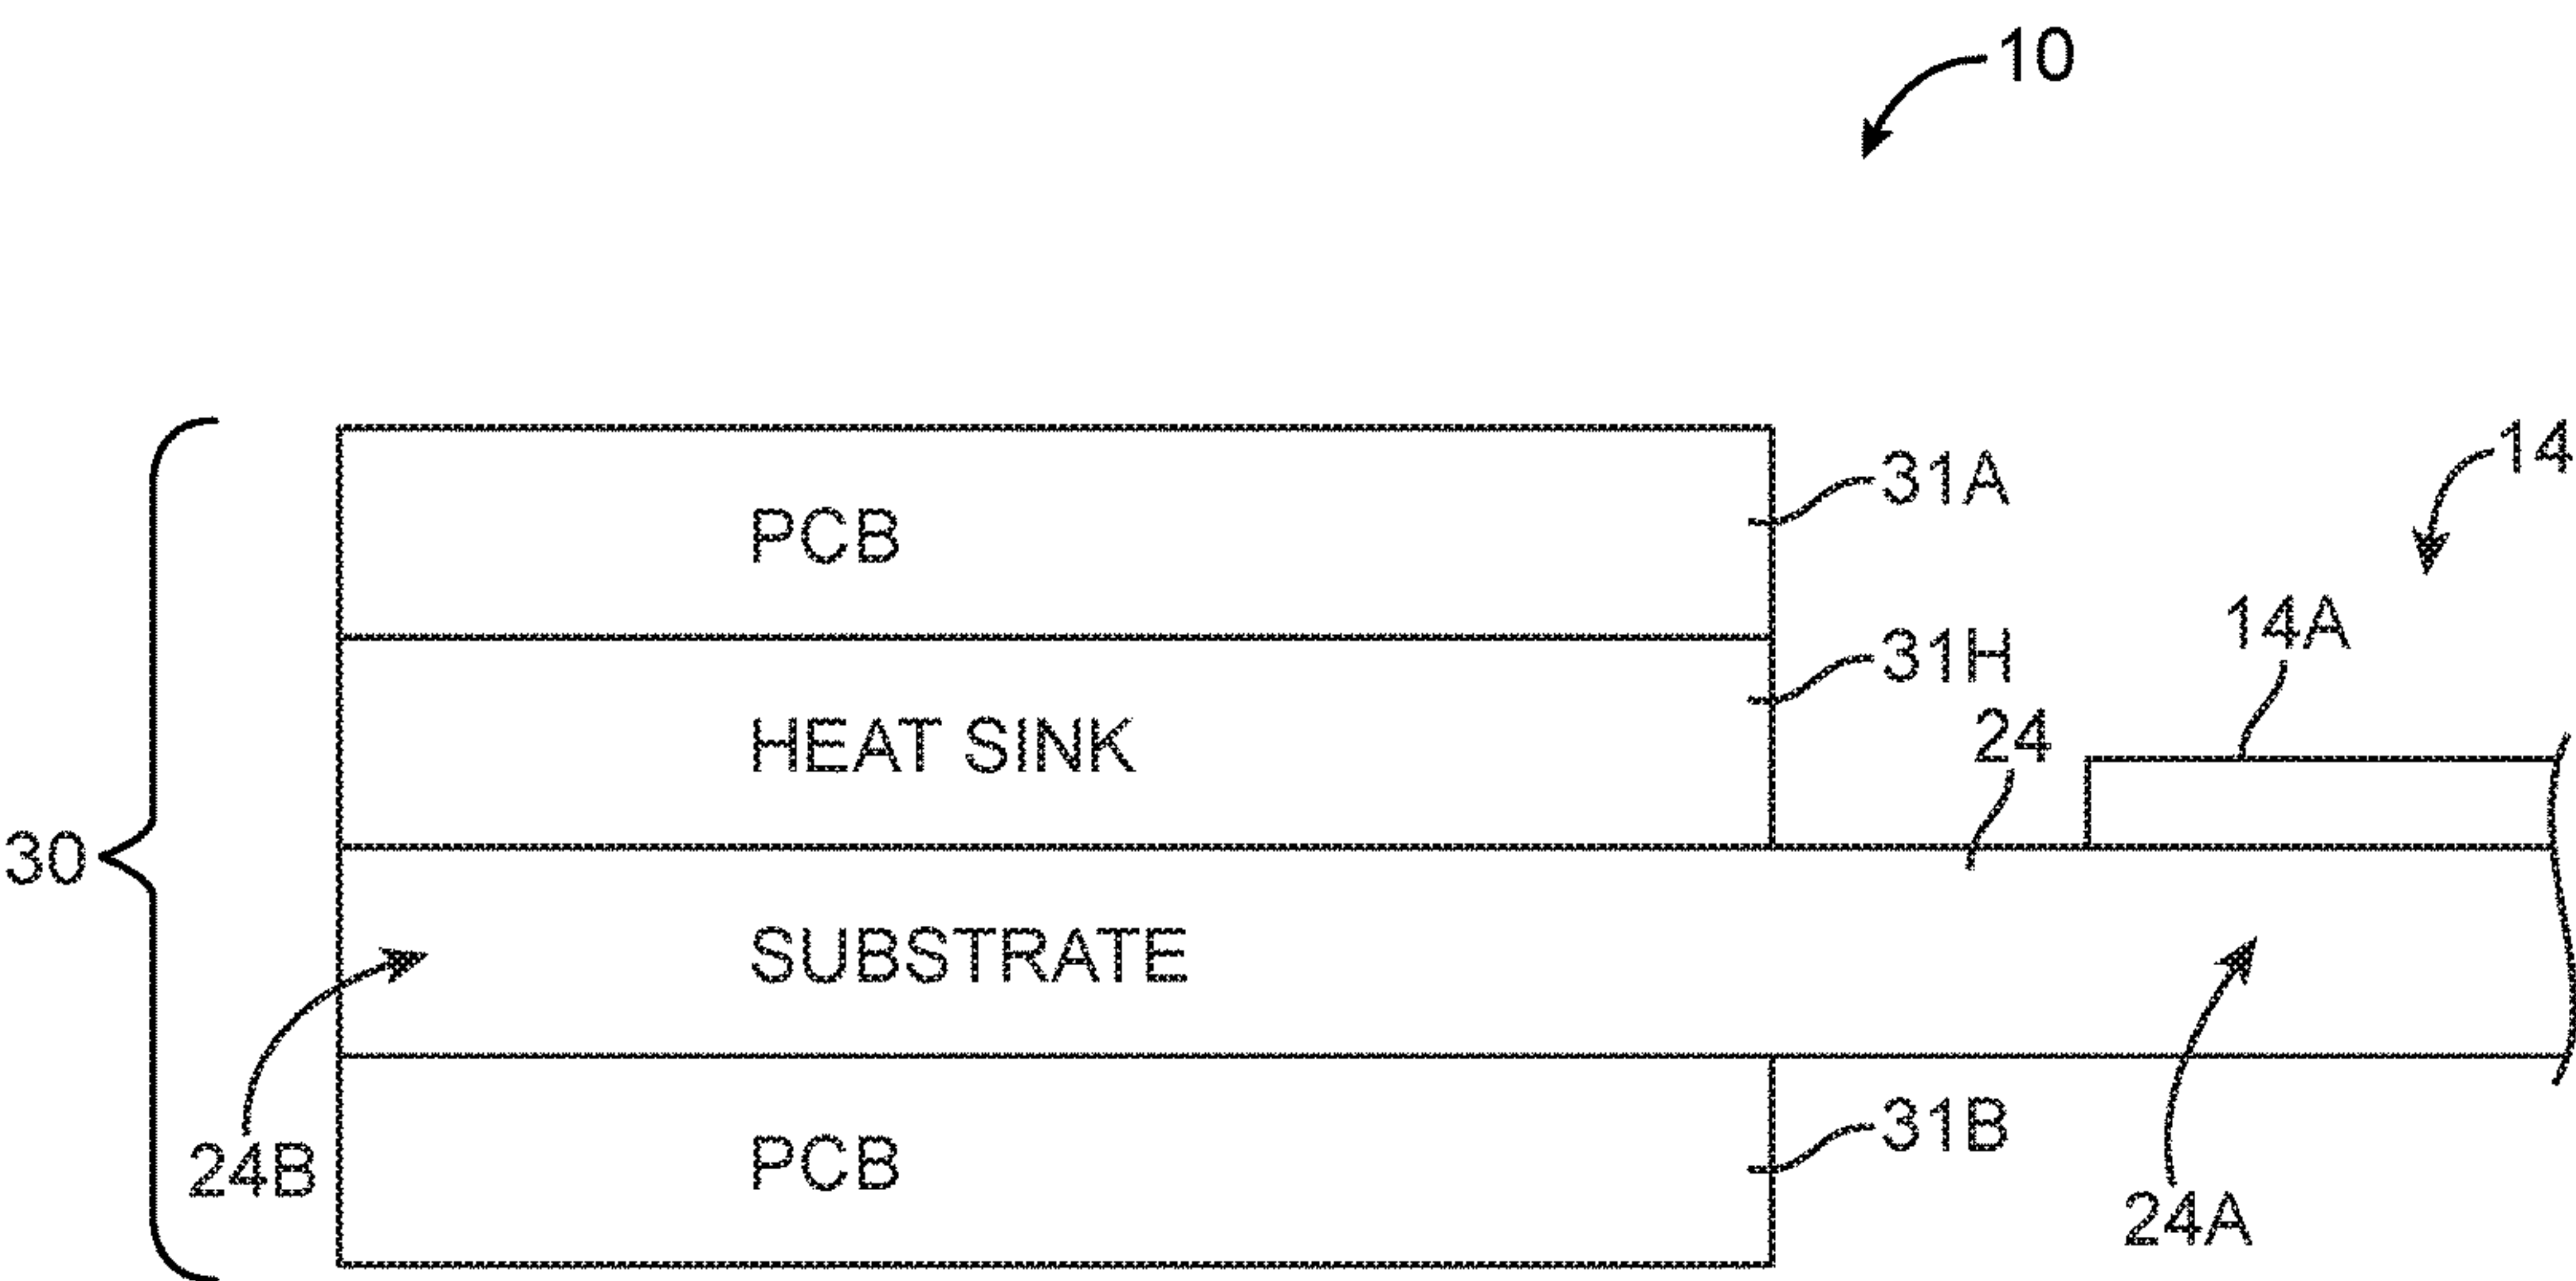 10
14
31A
PCB
14A
31H
24
HEAT SINK
30
SUBSTRATE
31B
24B
PCB
24A